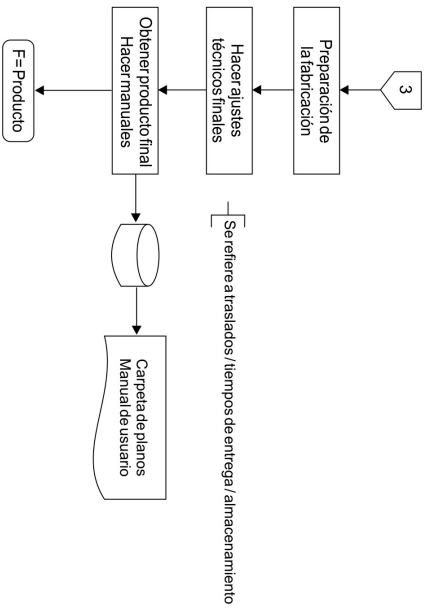 3
Preparación de
la fabricación
Hacer ajustes
técnicos finales
Se refiere a traslados / tiempos de entrega / almacenamiento
Obtener producto final
Hacer manuales
Carpeta de planos
Manual de usuario
F= Producto